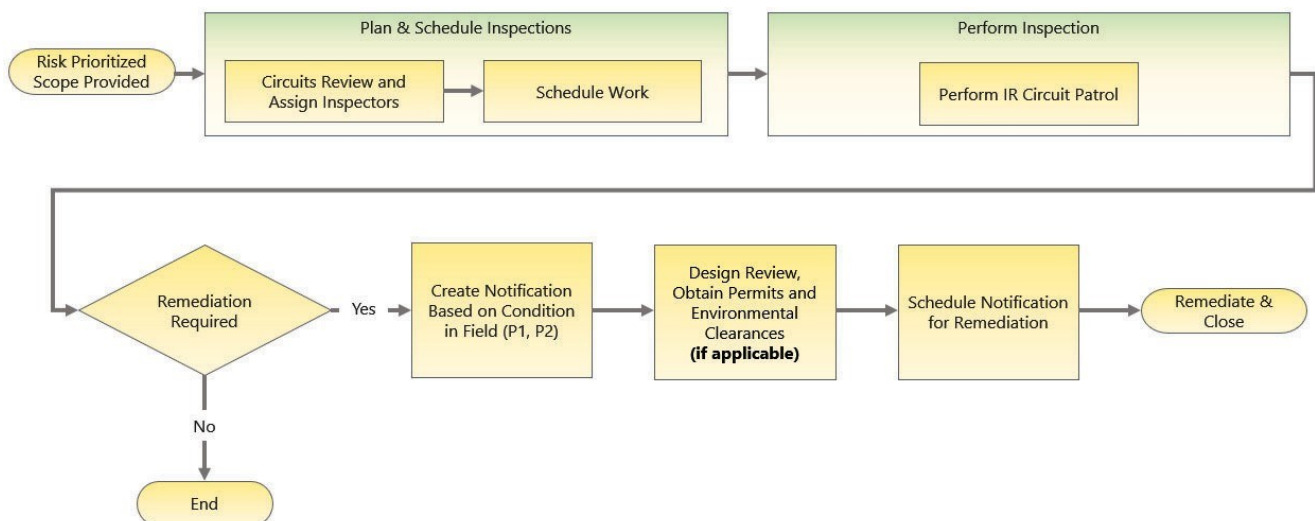 Plan & Schedule Inspections
Perform Inspection
Risk Prioritized
Scope Provided
Circuits Review and
Assign Inspectors
Schedule Work
Perform IR Circuit Patrol
Remediation
Required
Yes
Create Notification
Based on Condition
in Field (P1, P2)
Design Review,
Obtain Permits and
Environmental
Clearances
(if applicable)
Schedule Notification
for Remediation
Remediate &
Close
No
End